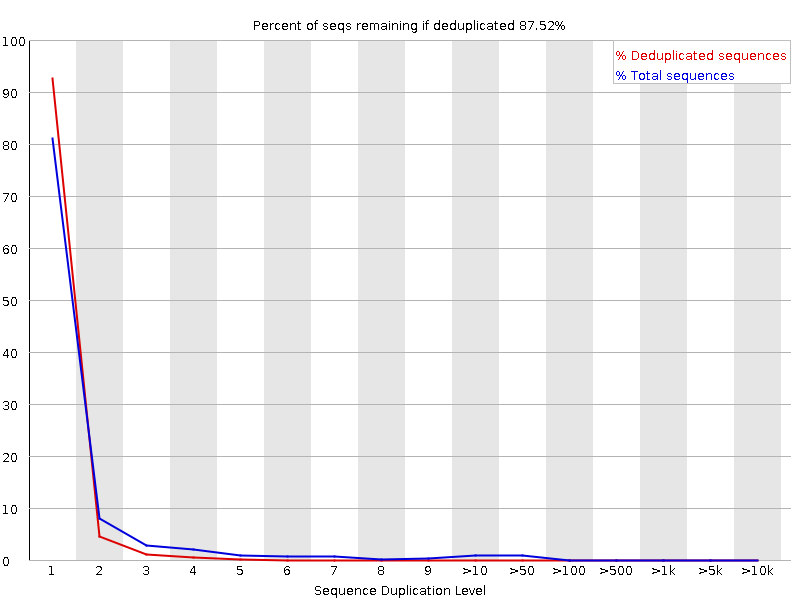 Percent of seqs remaining if deduplicated 87.52%
% Deduplicated sequences
% Total sequences
100
90
80
70
60
50
40
30
20
10
0
1 2 3 4 5 6 7 8 9 >10 >50 >100 >500 >1k >5k >10k
Sequence Duplication Level